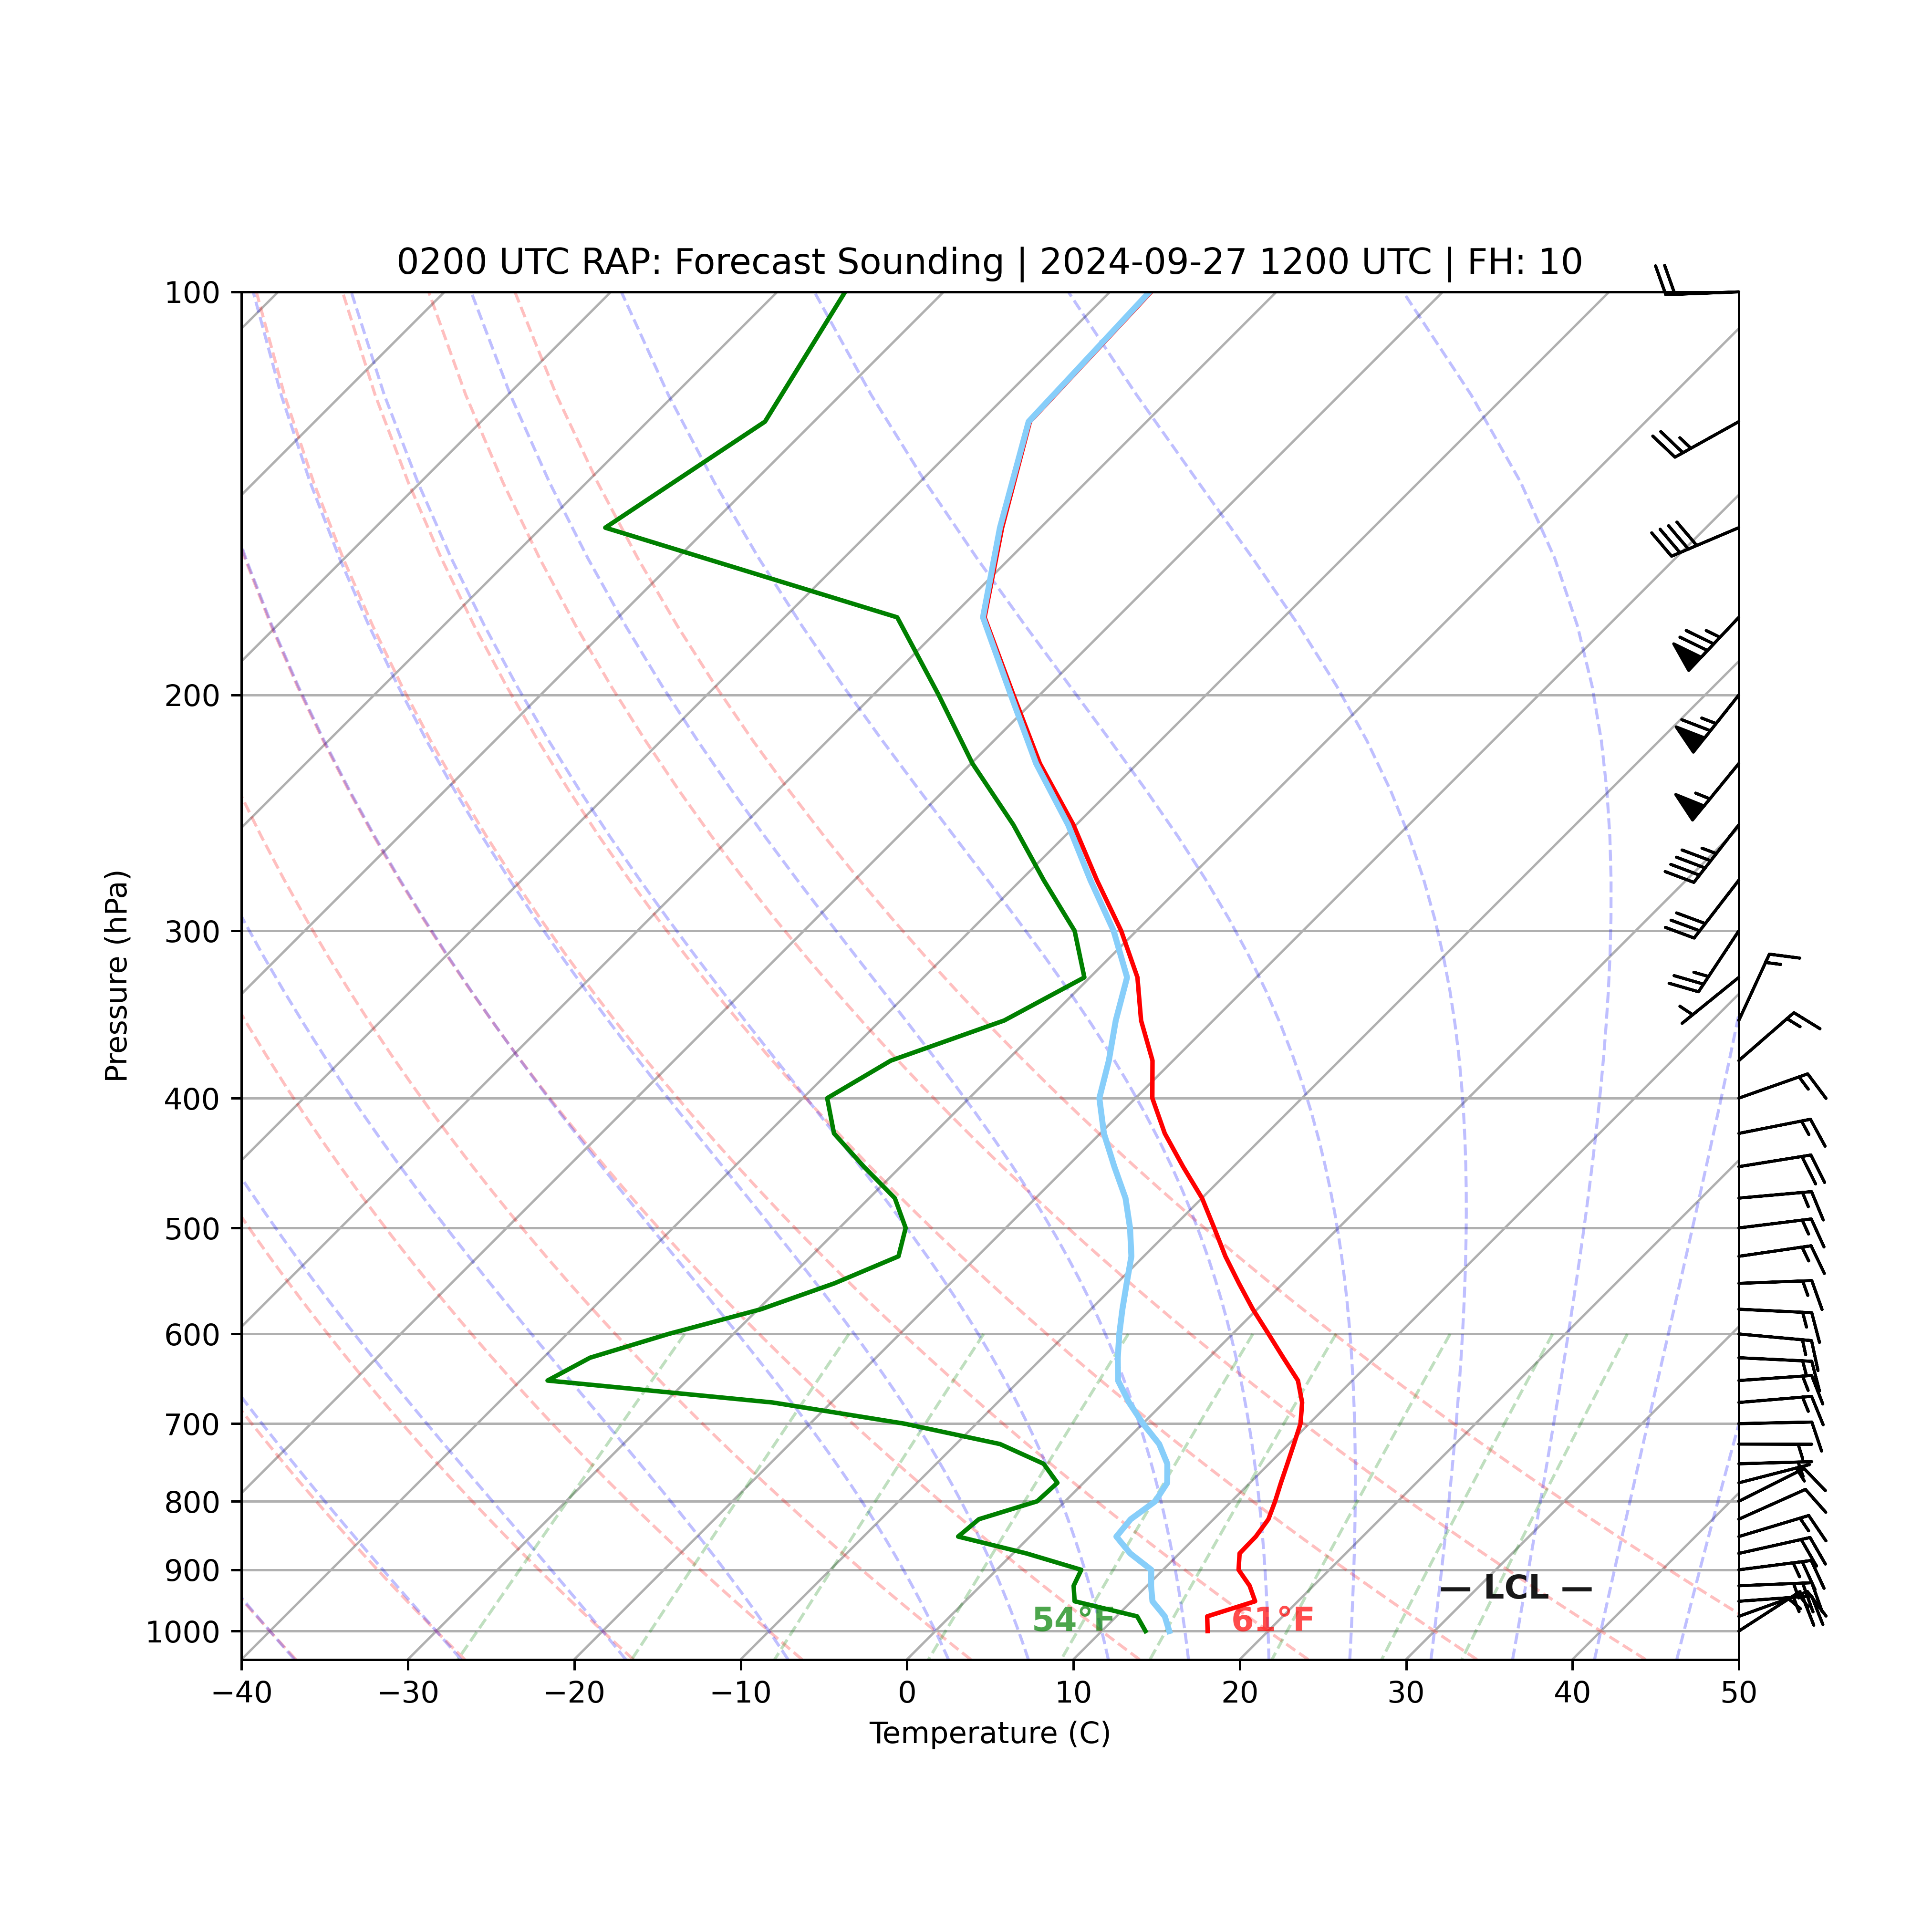 0200 UTC RAP: Forecast Sounding | 2024-09-27 1200 UTC | FH: 10
100
200
300
400
500
600
700
800
900
1000
Pressure (hPa)
— LCL —
54°F
61°F
−40 −30 −20 −10 0 10 20 30 40 50
Temperature (C)